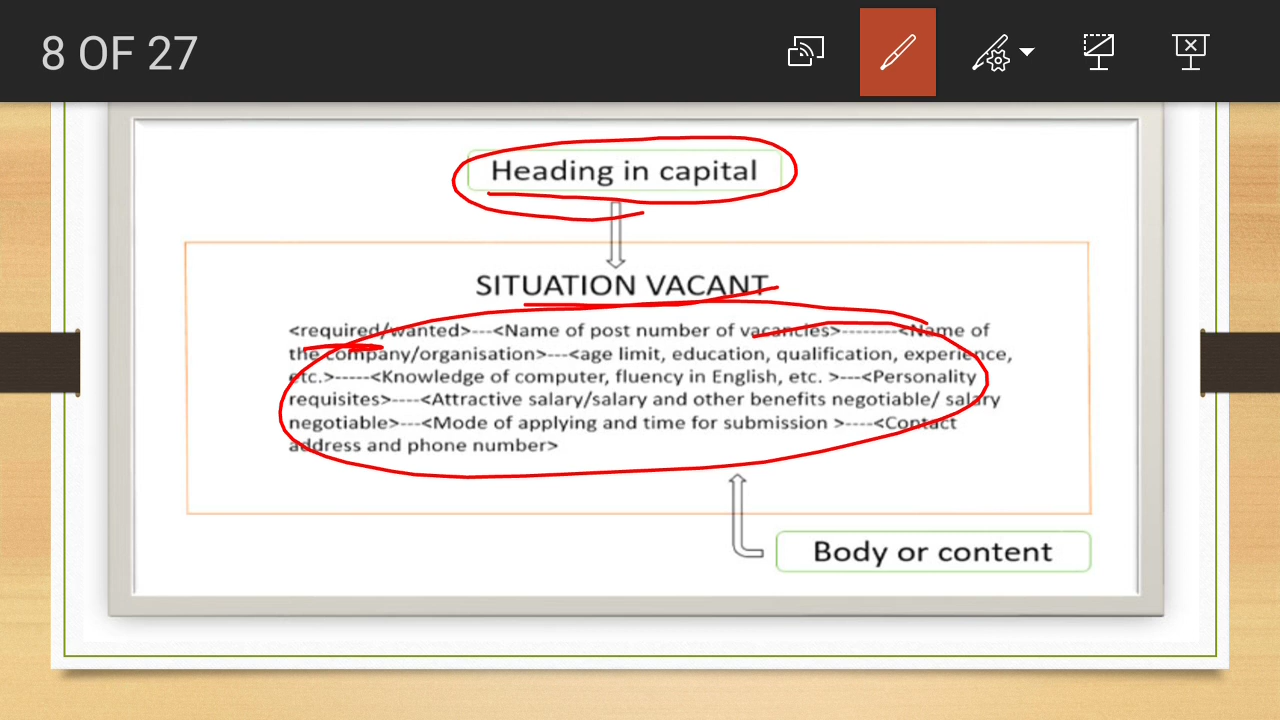 8 OF 27
Heading in capital
SITUATION VACANT
<required/wanted>---<Name of post number of vacancies>--------<Name of
the company/organisation>---<age limit, education, qualification, experience,
etc.>-----<Knowledge of computer, fluency in English, etc. >---<Personality
requisites>----<Attractive salary/salary and other benefits negotiable/ salary
negotiable>---<Mode of applying and time for submission >----<Contact
address and phone number>
Body or content